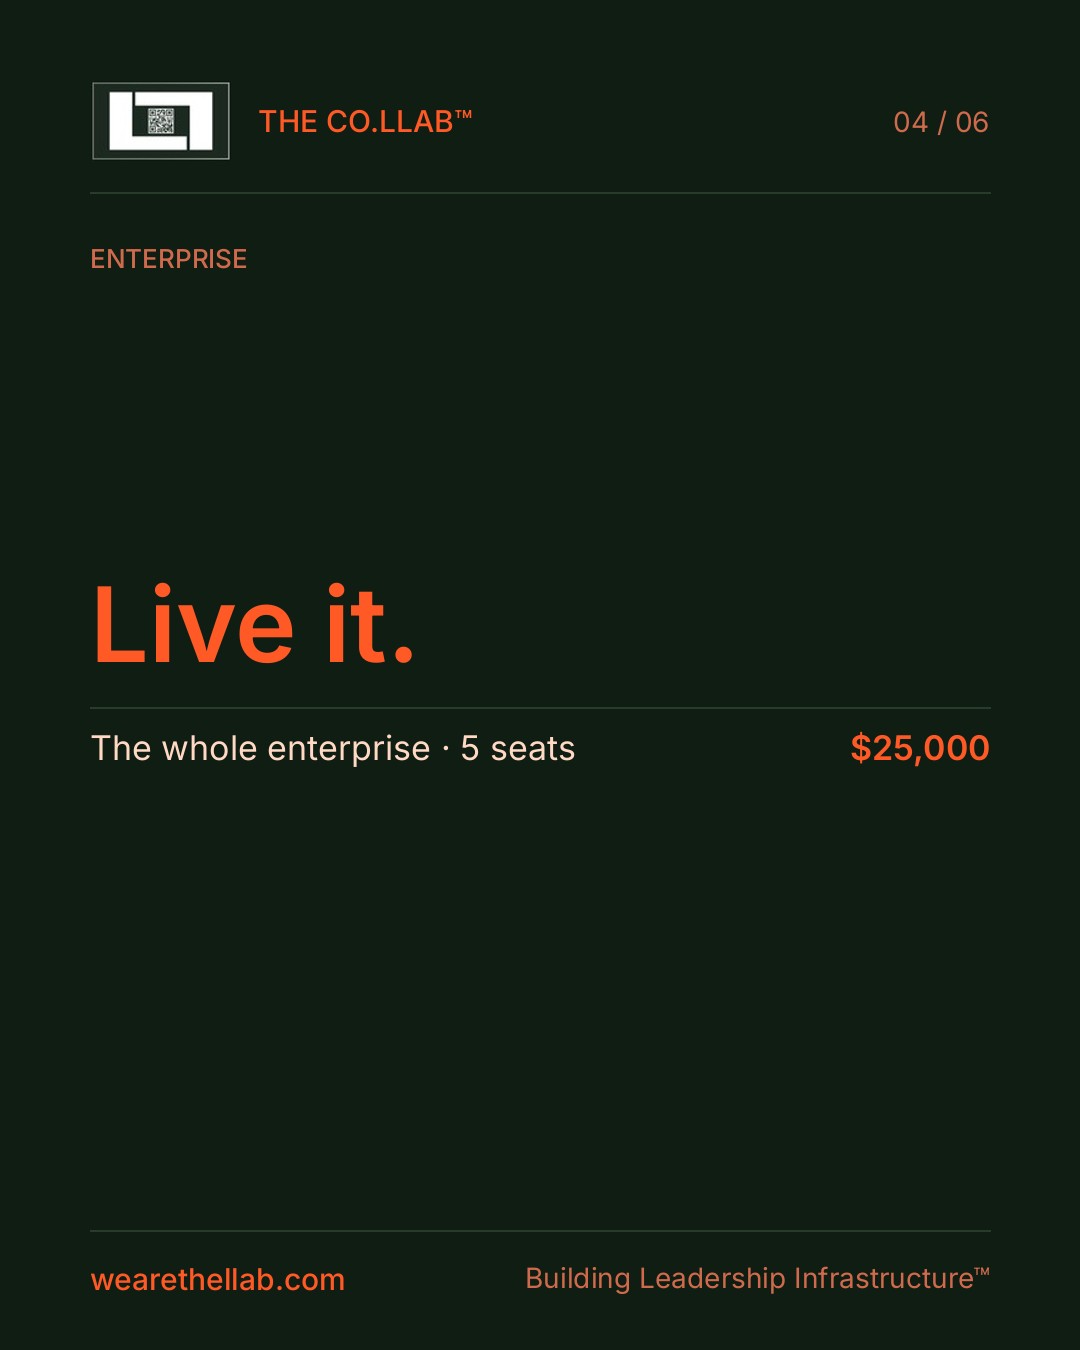 THE CO.LLAB™
04 / 06
ENTERPRISE
Live it.
The whole enterprise · 5 seats
$25,000
wearethellab.com
Building Leadership Infrastructure™